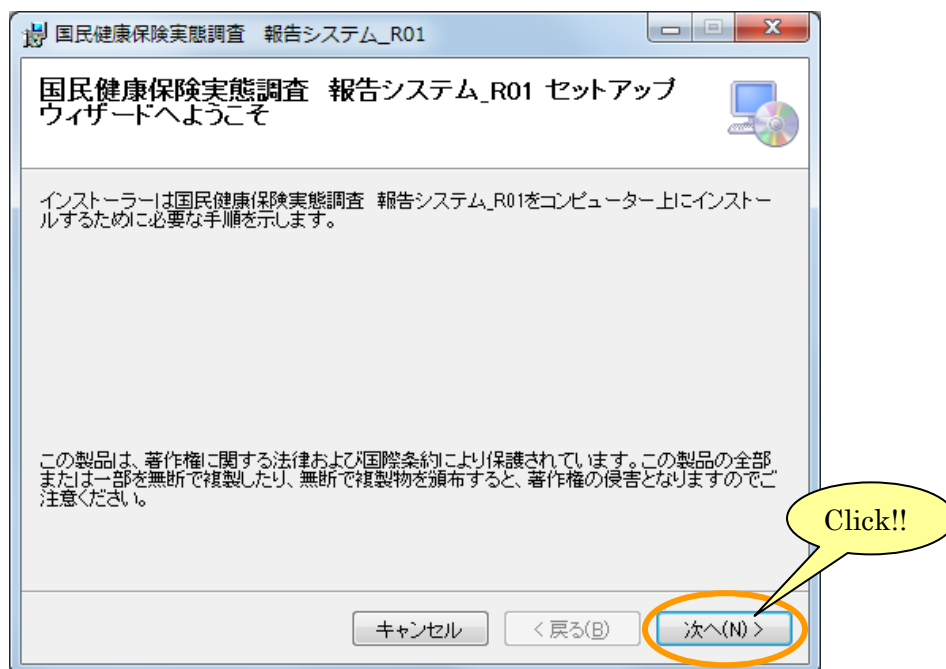 国民健康保険実態調査　報告システム_R01
国民健康保険実態調査　報告システム_R01 セットアップ
ウィザードへようこそ
インストーラーは国民健康保険実態調査　報告システム_R01をコンピューター上にインストー
ルするために必要な手順を示します。
この製品は、著作権に関する法律および国際条約により保護されています。この製品の全部
または一部を無断で複製したり、無断で複製物を頒布すると、著作権の侵害となりますのでご
注意ください。
Click!!
キャンセル
< 戻る(B)
次へ(N) >